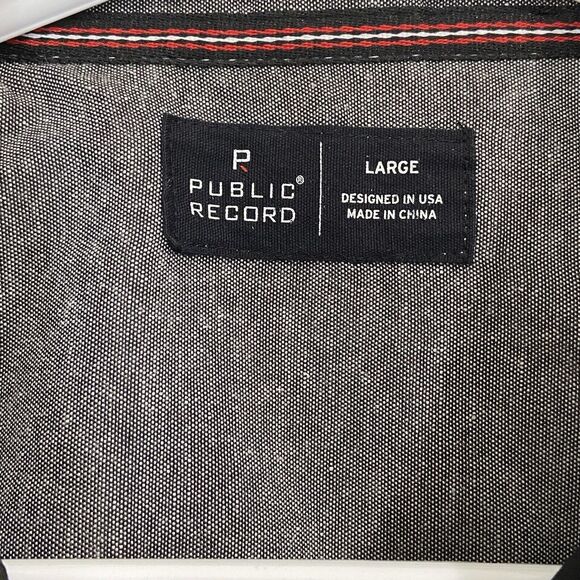 R
PUBLIC®
RECORD
LARGE
DESIGNED IN USA
MADE IN CHINA